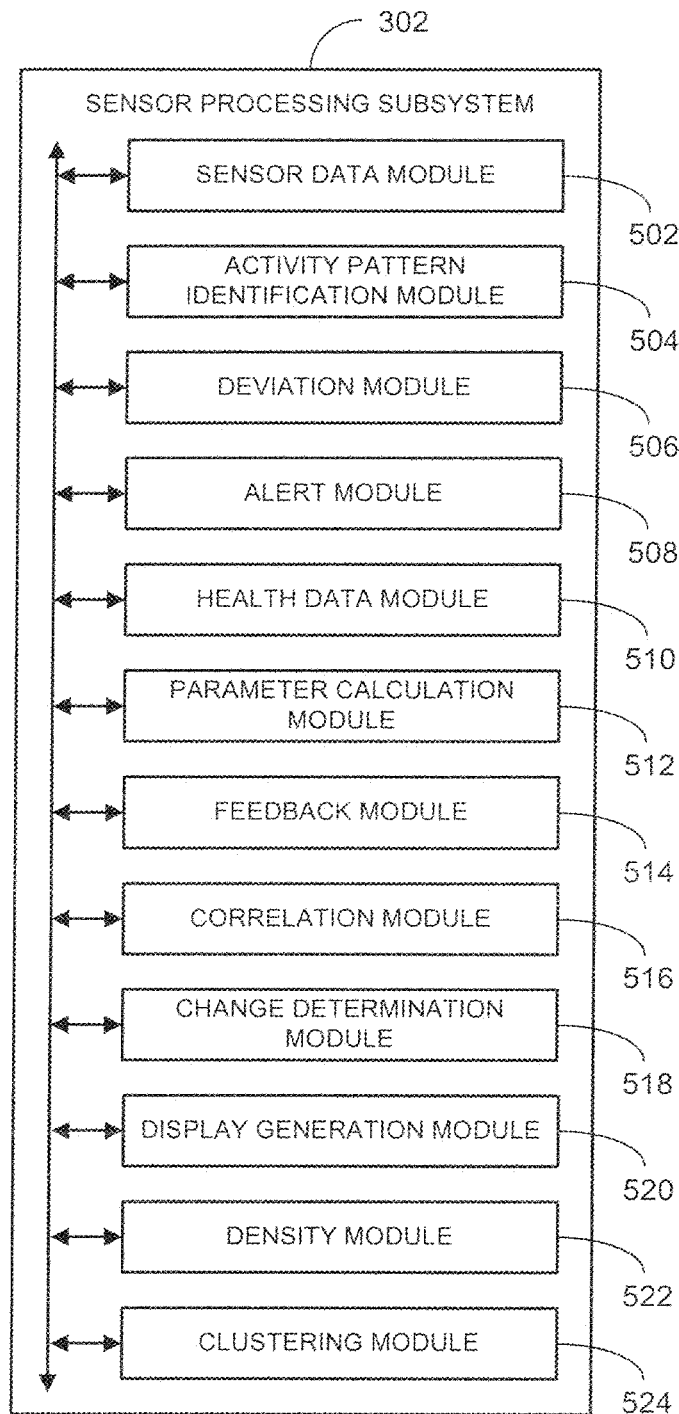 302
SENSOR PROCESSING SUBSYSTEM
SENSOR DATA MODULE
502
ACTIVITY PATTERN
IDENTIFICATION MODULE
504
DEVIATION MODULE
506
ALERT MODULE
508
HEALTH DATA MODULE
510
PARAMETER CALCULATION
MODULE
512
FEEDBACK MODULE
514
CORRELATION MODULE
516
CHANGE DETERMINATION
MODULE
518
DISPLAY GENERATION MODULE
520
DENSITY MODULE
522
CLUSTERING MODULE
524